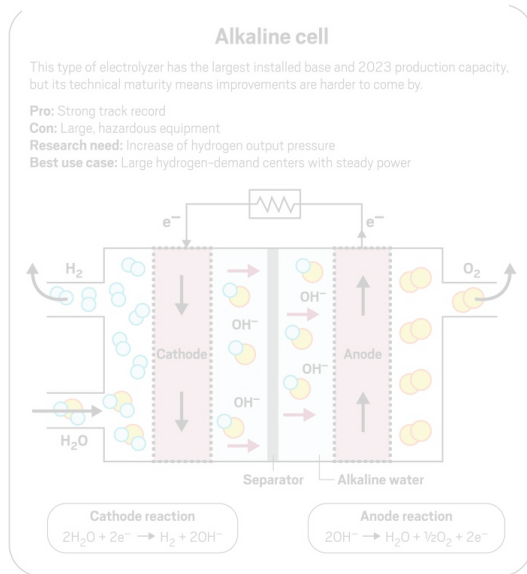 Alkaline cell
This type of electrolyzer has the largest installed base and 2023 production capacity,
but its technical maturity means improvements are harder to come by.
Pro: Strong track record
Con: Large, hazardous equipment
Research need: Increase of hydrogen output pressure
Best use case: Large hydrogen-demand centers with steady power
e⁻ e⁻
H₂ O₂
OH⁻
OH⁻
Cathode Anode
OH⁻
OH⁻
H₂O
Separator Alkaline water
Cathode reaction
2H₂O + 2e⁻ → H₂ + 2OH⁻
Anode reaction
2OH⁻ → H₂O + ½O₂ + 2e⁻